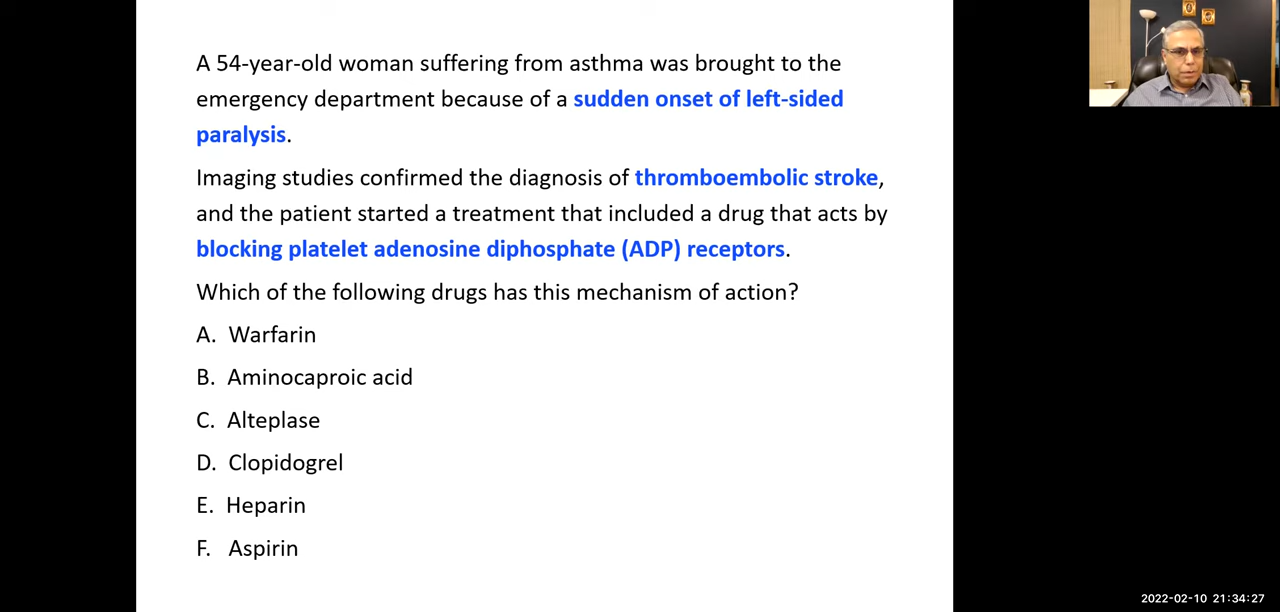 A 54-year-old woman suffering from asthma was brought to the
emergency department because of a sudden onset of left-sided
paralysis.
Imaging studies confirmed the diagnosis of thromboembolic stroke,
and the patient started a treatment that included a drug that acts by
blocking platelet adenosine diphosphate (ADP) receptors.
Which of the following drugs has this mechanism of action?
A. Warfarin
B. Aminocaproic acid
C. Alteplase
D. Clopidogrel
E. Heparin
F. Aspirin
2022-02-10 21:34:27